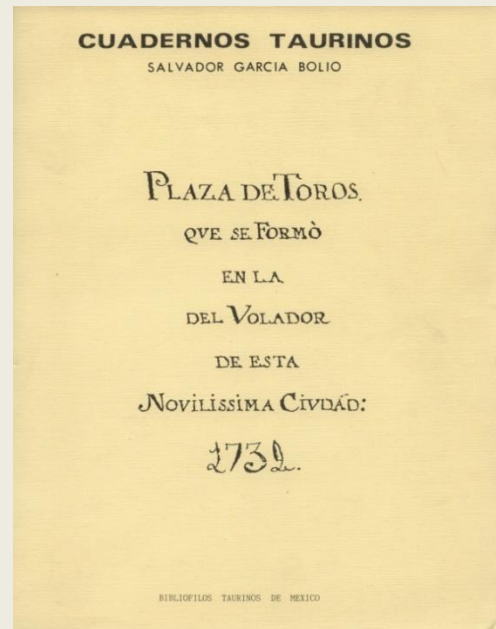 CUADERNOS TAURINOS
SALVADOR GARCIA BOLIO
PLAZA DE TOROS.
QVE SE FORMÒ
EN LA
DEL VOLADOR
DE ESTA
NOVILISSIMA CIVDÁD:
1732.
BIBLIOFILOS TAURINOS DE MEXICO